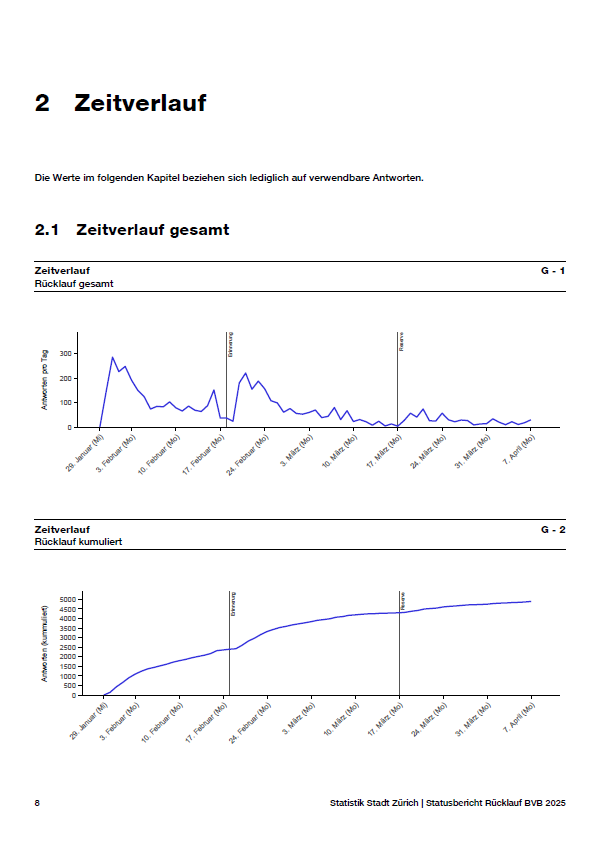 2 Zeitverlauf
Die Werte im folgenden Kapitel beziehen sich lediglich auf verwendbare Antworten.
2.1 Zeitverlauf gesamt
Zeitverlauf G - 1
Rücklauf gesamt
Antworten pro Tag
300
200
100
0
Erinnerung
Reserve
29. Januar (Mi)
3. Februar (Mo)
10. Februar (Mo)
17. Februar (Mo)
24. Februar (Mo)
3. März (Mo)
10. März (Mo)
17. März (Mo)
24. März (Mo)
31. März (Mo)
7. April (Mo)
Zeitverlauf G - 2
Rücklauf kumuliert
Antworten (kummuliert)
5000
4500
4000
3500
3000
2500
2000
1500
1000
500
0
Erinnerung
Reserve
29. Januar (Mi)
3. Februar (Mo)
10. Februar (Mo)
17. Februar (Mo)
24. Februar (Mo)
3. März (Mo)
10. März (Mo)
17. März (Mo)
24. März (Mo)
31. März (Mo)
7. April (Mo)
8 Statistik Stadt Zürich | Statusbericht Rücklauf BVB 2025